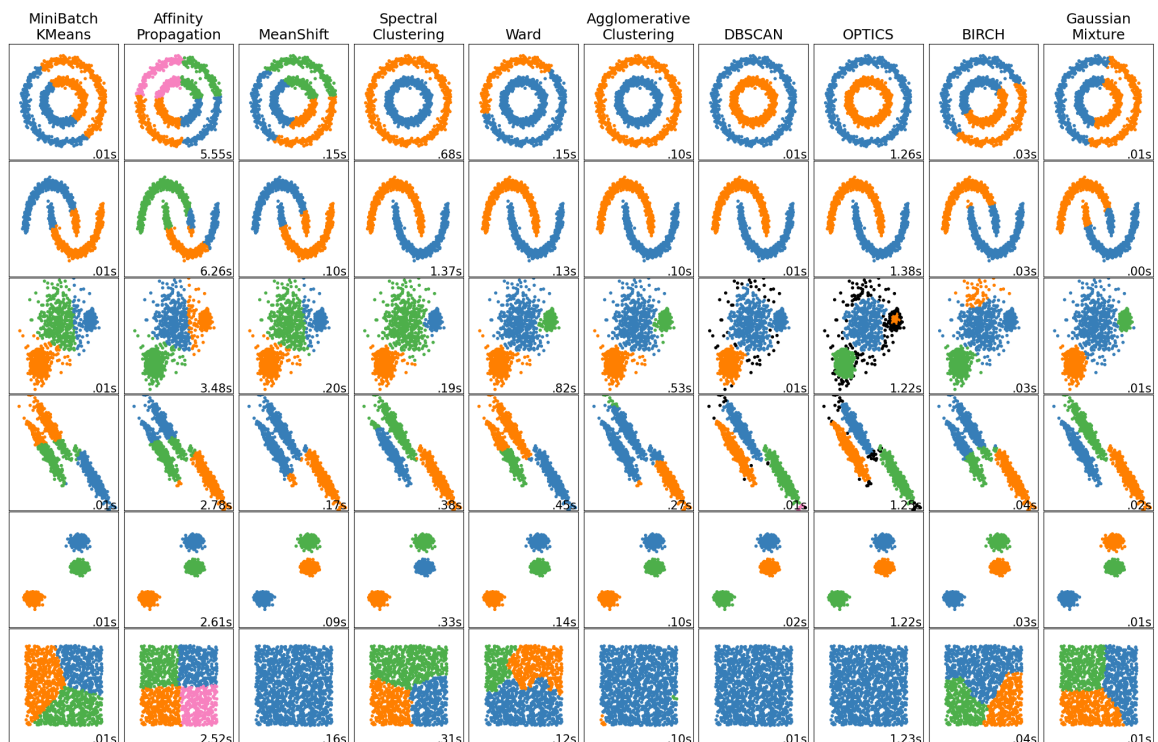 MiniBatch
KMeans
Affinity
Propagation
MeanShift
Spectral
Clustering
Ward
Agglomerative
Clustering
DBSCAN
OPTICS
BIRCH
Gaussian
Mixture
.01s
5.55s
.15s
.68s
.15s
.10s
.01s
1.26s
.03s
.01s
.01s
6.26s
.10s
1.37s
.13s
.10s
.01s
1.38s
.03s
.00s
.01s
3.48s
.20s
.19s
.82s
.53s
.01s
1.22s
.03s
.01s
.01s
2.78s
.17s
.38s
.45s
.27s
.01s
.04s
.02s
.01s
2.61s
.09s
.33s
.14s
.10s
.02s
1.22s
.03s
.01s
.01s
2.52s
.16s
.31s
.12s
.10s
.01s
1.23s
.04s
.01s